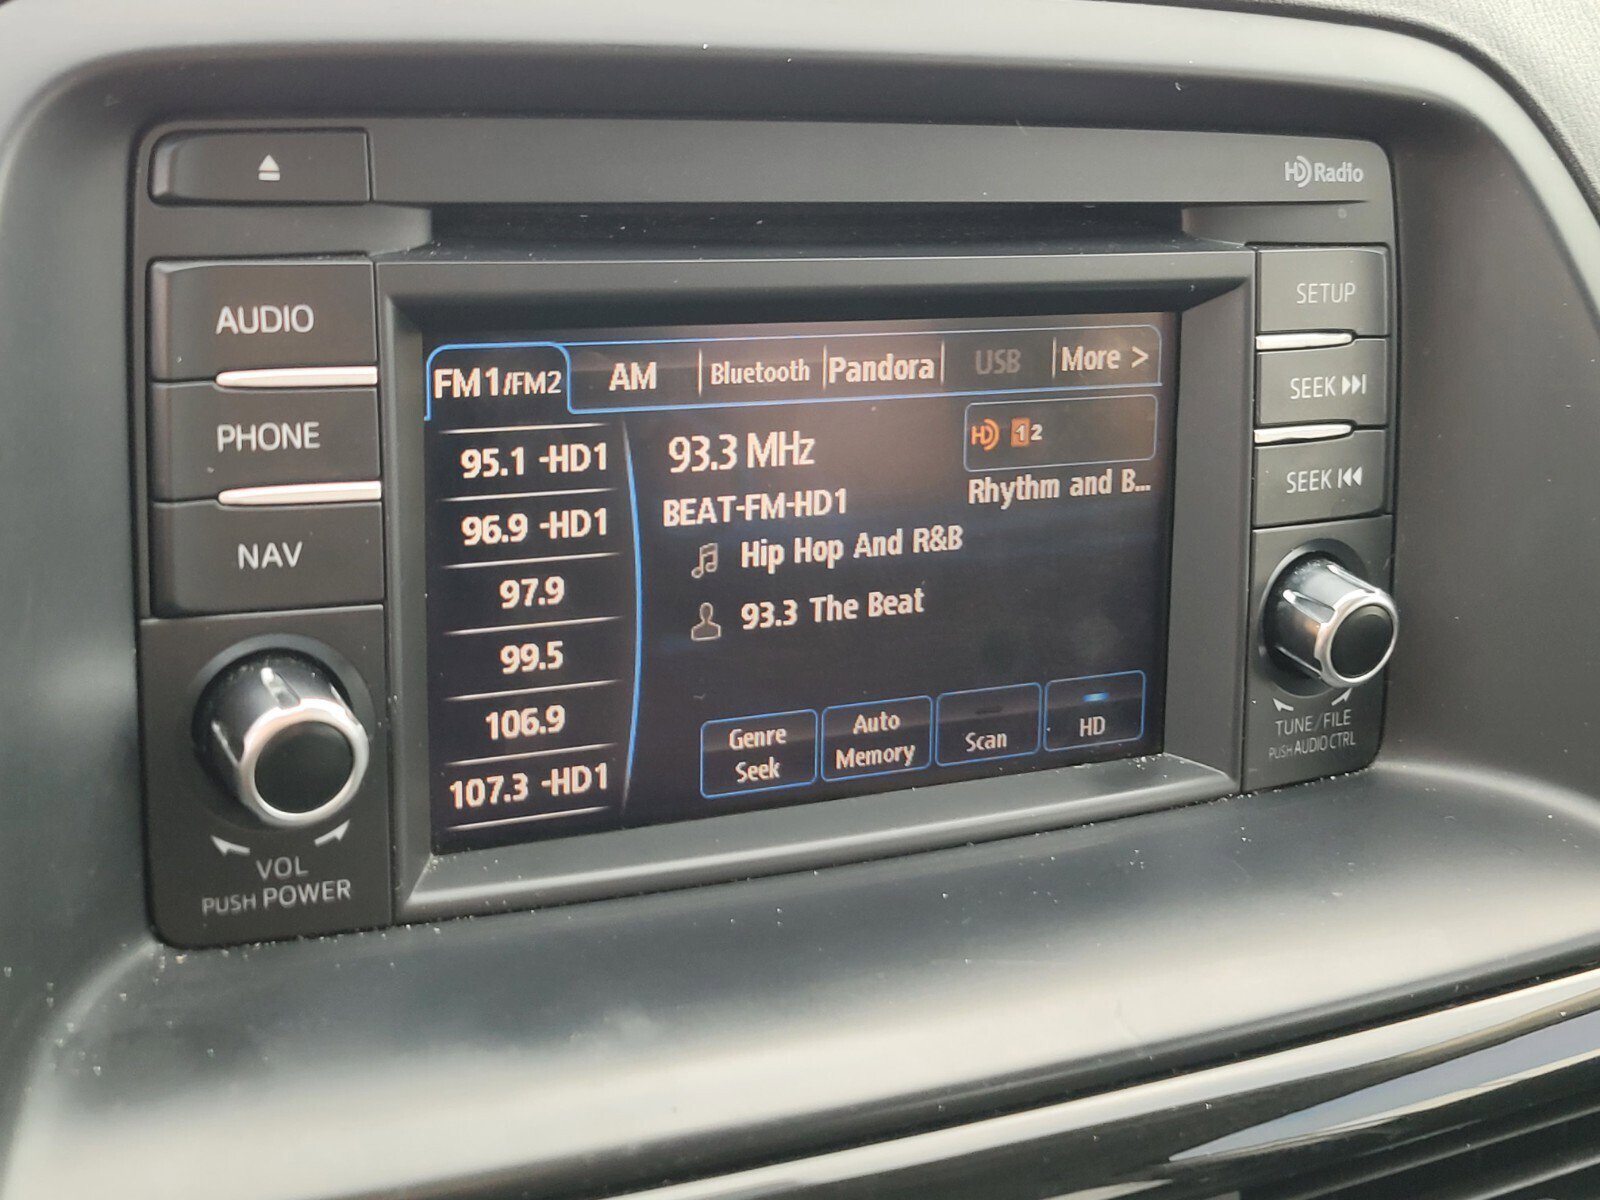 HD Radio
AUDIO
PHONE
NAV
VOL
PUSH POWER
FM1/FM2
AM
Bluetooth
Pandora
USB
More >
95.1 -HD1
96.9 -HD1
97.9
99.5
106.9
107.3 -HD1
93.3 MHz
HD 1 2
BEAT-FM-HD1
Rhythm and B...
Hip Hop And R&B
93.3 The Beat
Genre
Seek
Auto
Memory
Scan
HD
SETUP
SEEK
SEEK
TUNE/FILE
PUSH AUDIO CTRL